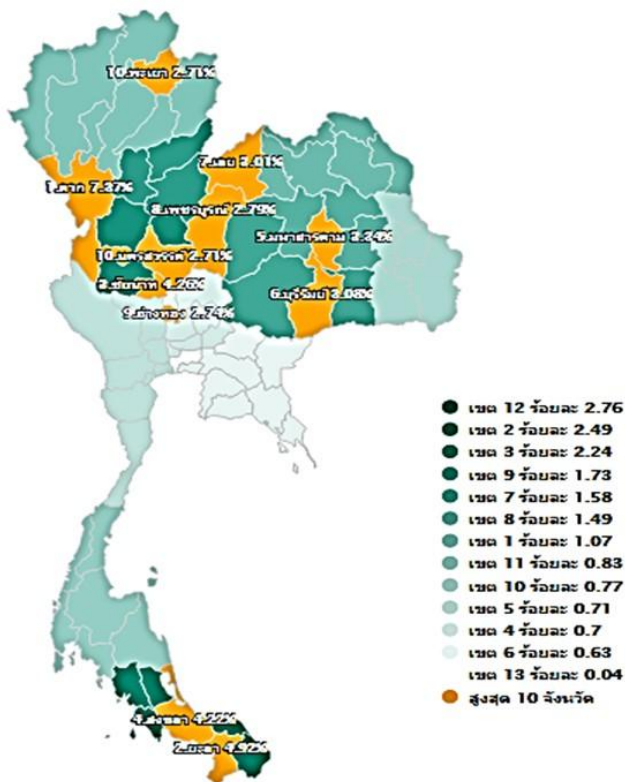 10.พะเยา 2.71%
7.เลย 3.01%
1.ตาก 7.37%
8.เพชรบูรณ์ 2.79%
5.มหาสารคาม 3.24%
10.นครสวรรค์ 2.71%
3.ชัยนาท 4.26%
6.บุรีรัมย์ 3.08%
9.อ่างทอง 2.74%
เขต 12 ร้อยละ 2.76
เขต 2 ร้อยละ 2.49
เขต 3 ร้อยละ 2.24
เขต 9 ร้อยละ 1.73
เขต 7 ร้อยละ 1.58
เขต 8 ร้อยละ 1.49
เขต 1 ร้อยละ 1.07
เขต 11 ร้อยละ 0.83
เขต 10 ร้อยละ 0.77
เขต 5 ร้อยละ 0.71
เขต 4 ร้อยละ 0.7
เขต 6 ร้อยละ 0.63
เขต 13 ร้อยละ 0.04
สูงสุด 10 จังหวัด
4.สงขลา 4.22%
2.ยะลา 4.92%